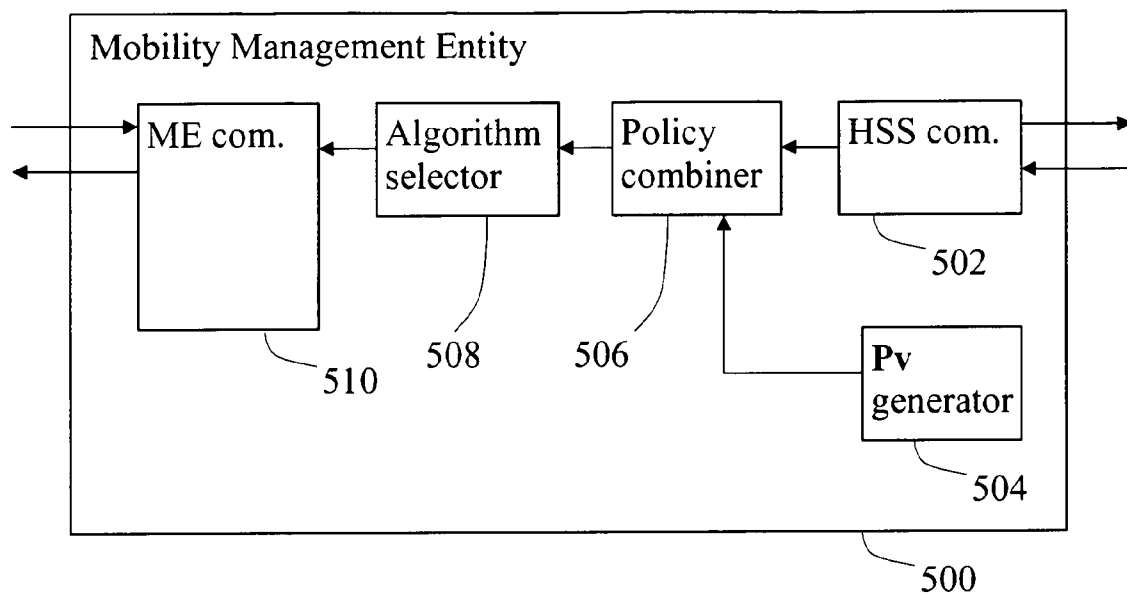 Mobility Management Entity
ME com.
Algorithm
selector
Policy
combiner
HSS com.
502
508
506
510
Pv
generator
504
500